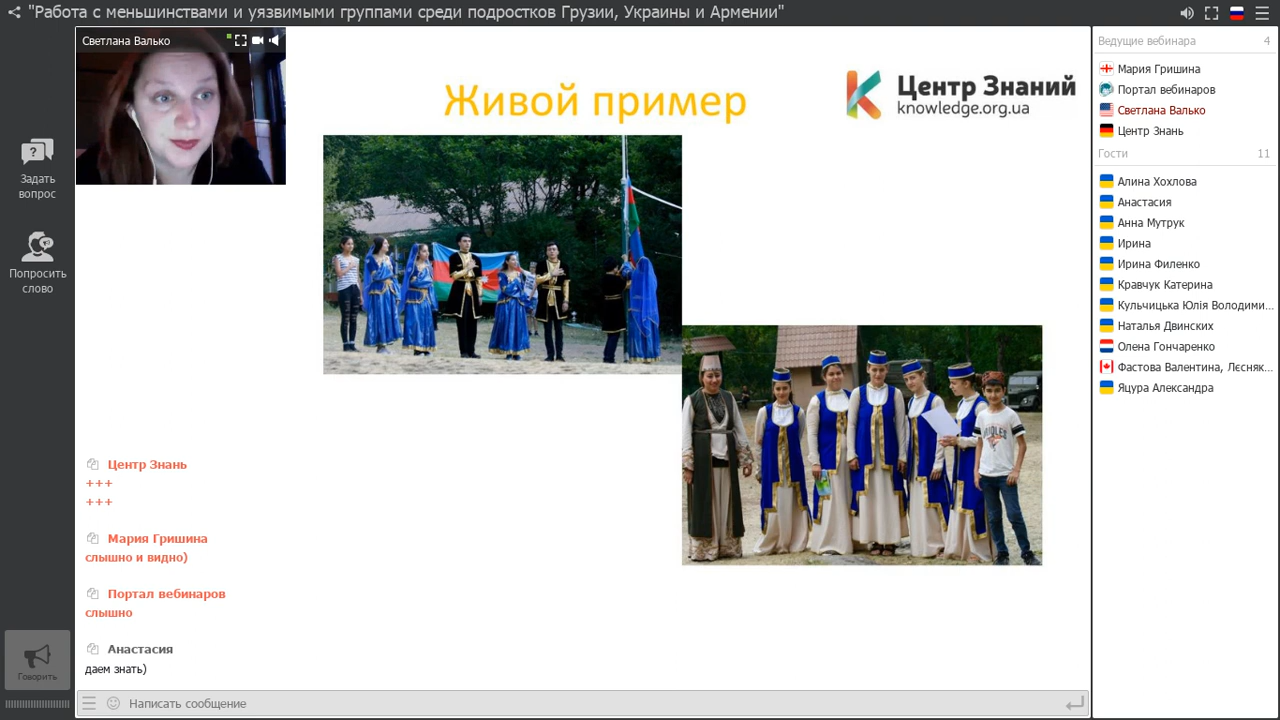 "Работа с меньшинствами и уязвимыми группами среди подростков Грузии, Украины и Армении"
Светлана Валько
Живой пример
Центр Знаний
knowledge.org.ua
Задать
вопрос
Попросить
слово
Говорить
Центр Знань
+++
+++
Мария Гришина
слышно и видно)
Портал вебинаров
слышно
Анастасия
даем знать)
Написать сообщение
Ведущие вебинара 4
Мария Гришина
Портал вебинаров
Светлана Валько
Центр Знань
Гости 11
Алина Хохлова
Анастасия
Анна Мутрук
Ирина
Ирина Филенко
Кравчук Катерина
Кульчицька Юлія Володими...
Наталья Двинских
Олена Гончаренко
Фастова Валентина, Лєсняк...
Яцура Александра